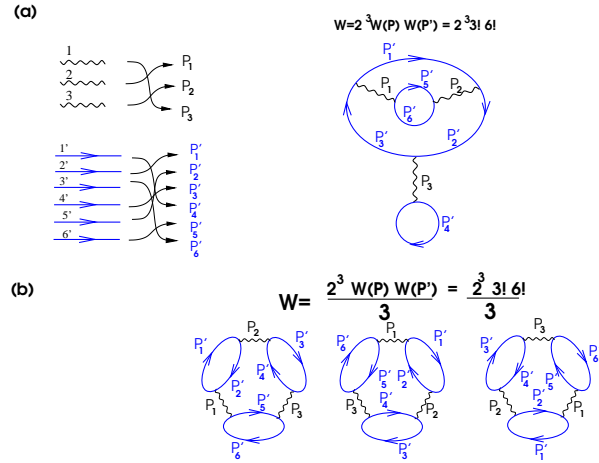 (a)
W=2³W(P) W(P') = 2³3! 6!
1
2
3
P₁
P₂
P₃
1'
2'
3'
4'
5'
6'
P'₁
P'₂
P'₃
P'₄
P'₅
P'₆
P'₁
P₁
P'₅
P₂
P'₆
P'₃
P'₂
P₃
P'₄
(b)
W= 2³ W(P) W(P') / 3 = 2³ 3! 6! / 3
P₂
P'₁
P'₃
P'₂
P'₄
P₁
P'₅
P₃
P'₆
P₁
P'₆
P'₁
P'₅
P'₂
P₃
P'₄
P₂
P'₃
P₃
P'₃
P'₆
P'₄
P'₅
P₂
P'₂
P₁
P'₁